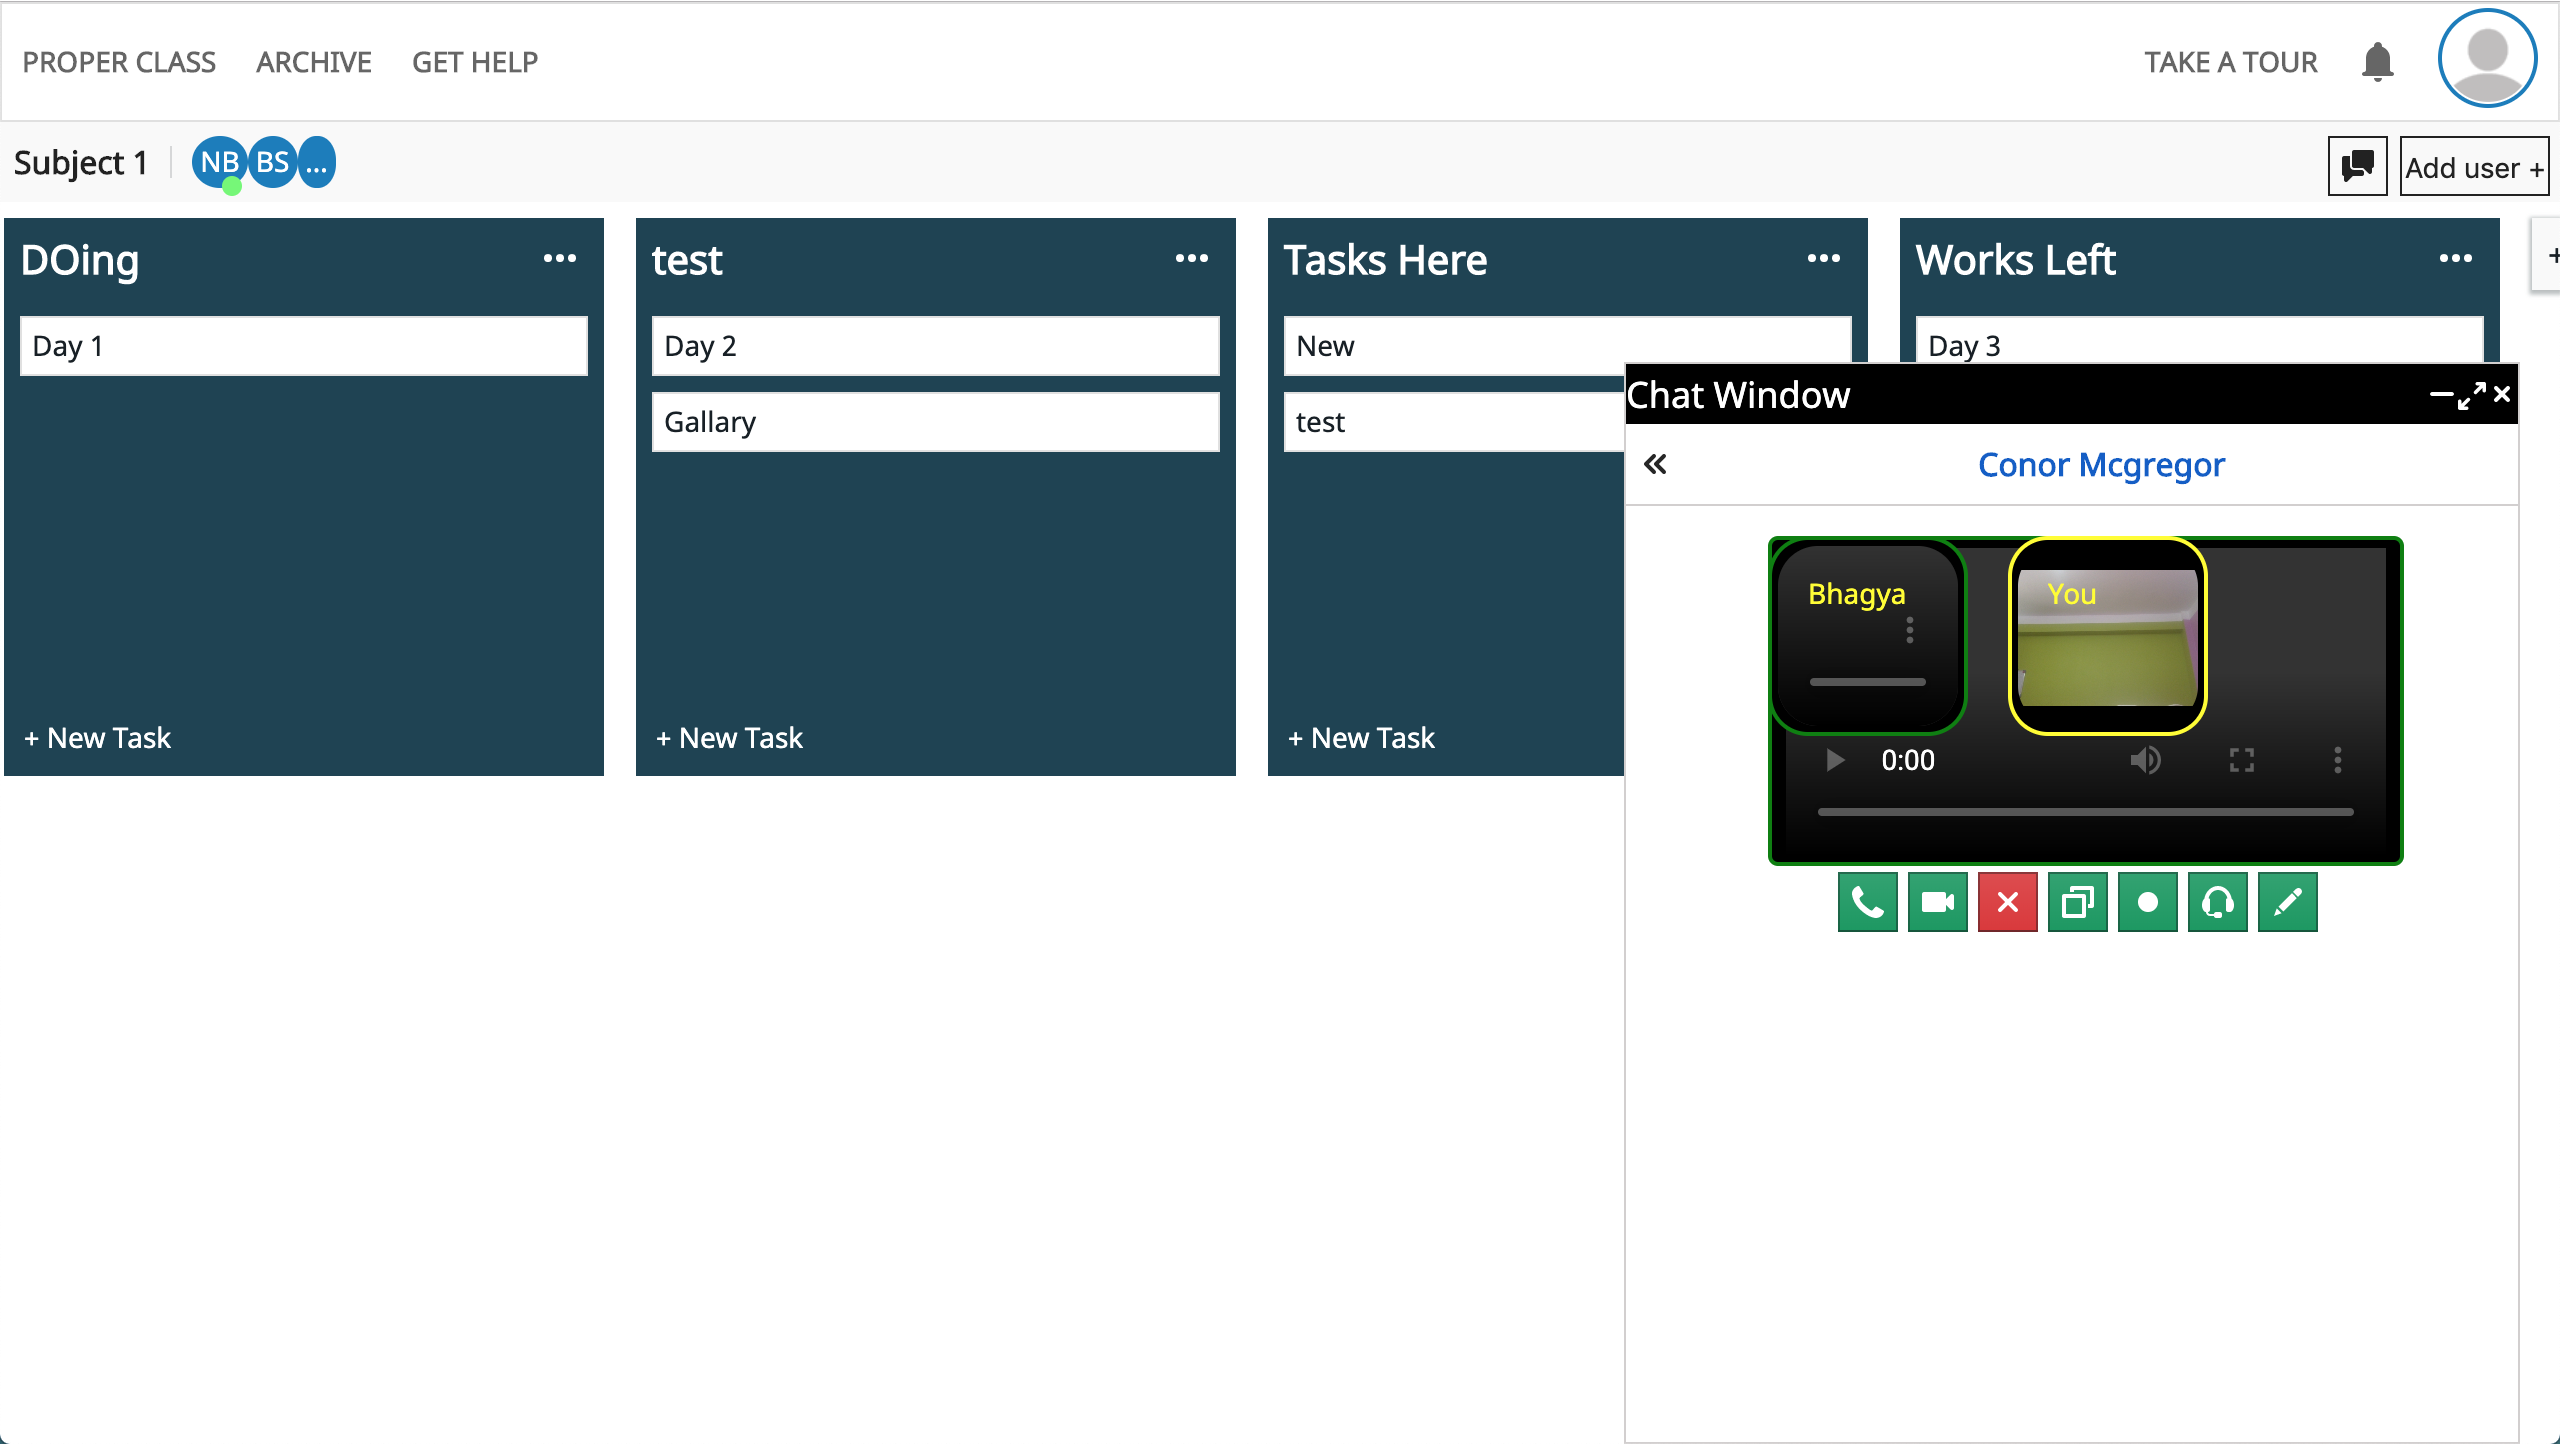 PROPER CLASS ARCHIVE GET HELP TAKE A TOUR
Subject 1 NB BS ... Add user +
DOing
Day 1
+ New Task
test
Day 2
Gallary
+ New Task
Tasks Here
New
test
+ New Task
Works Left
Day 3
+
Chat Window
Conor Mcgregor
Bhagya
You
0:00